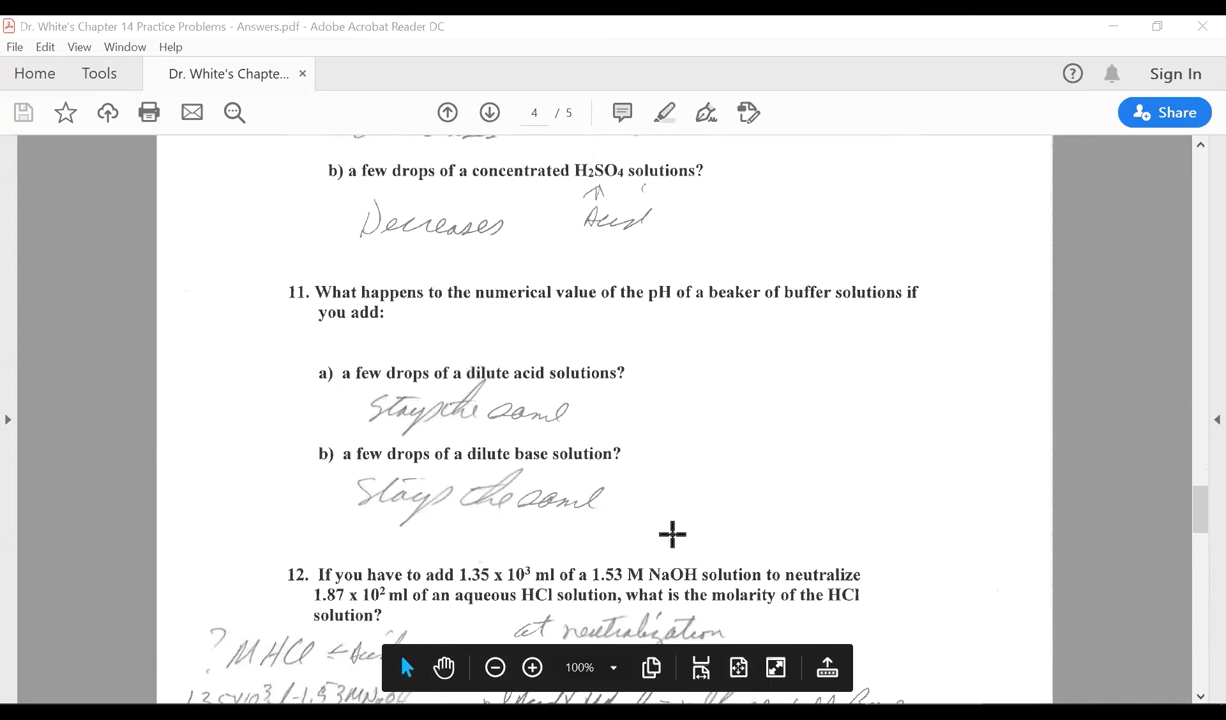 Dr. White's Chapter 14 Practice Problems - Answers.pdf - Adobe Acrobat Reader DC
File Edit View Window Help
Home Tools Dr. White's Chapte... × Sign In
4 / 5 Share
b) a few drops of a concentrated H₂SO₄ solutions?
Decreases Acid
11. What happens to the numerical value of the pH of a beaker of buffer solutions if
you add:
a) a few drops of a dilute acid solutions?
Stays the same
b) a few drops of a dilute base solution?
Stays the same
12. If you have to add 1.35 x 10³ ml of a 1.53 M NaOH solution to neutralize
1.87 x 10² ml of an aqueous HCl solution, what is the molarity of the HCl
solution?
at neutralization
? M HCl
100%